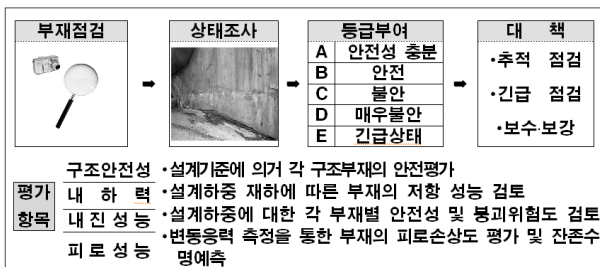 부재점검
상태조사
등급부여
대 책
A 안전성 충분
B 안전
C 불안
D 매우불안
E 긴급상태
•추적 점검
•긴급 점검
•보수·보강
평가
항목
구조안전성 •설계기준에 의거 각 구조부재의 안전평가
내 하 력 •설계하중 재하에 따른 부재의 저항 성능 검토
내 진 성 능 •설계하중에 대한 각 부재별 안전성 및 붕괴위험도 검토
피 로 성 능 •변동응력 측정을 통한 부재의 피로손상도 평가 및 잔존수
명예측